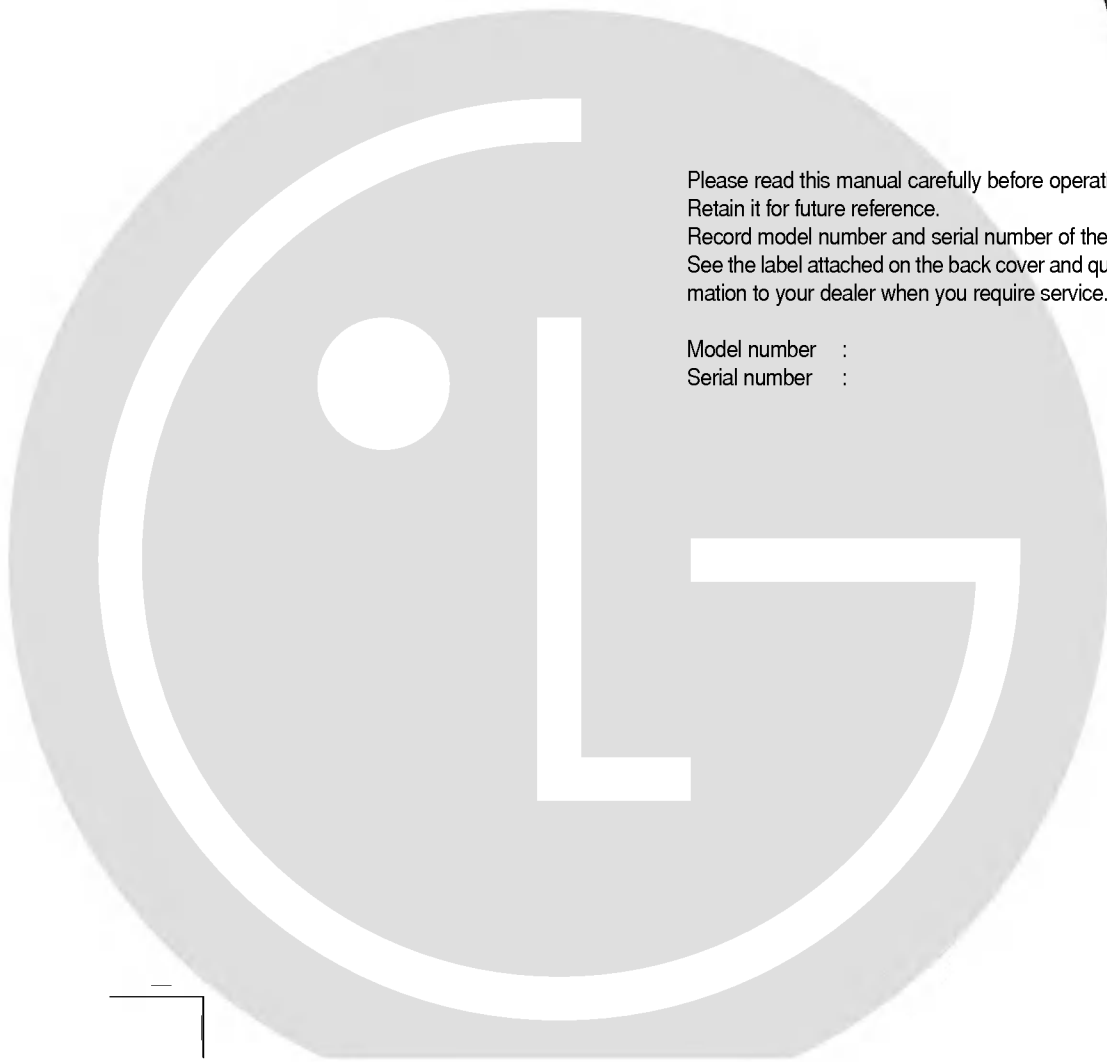 Please read this manual carefully before
Retain it for future reference.
Record model number and serial number of the
See the label attached on the back cover and
mation to your dealer when you require service.
Model number :
Serial number :
LG